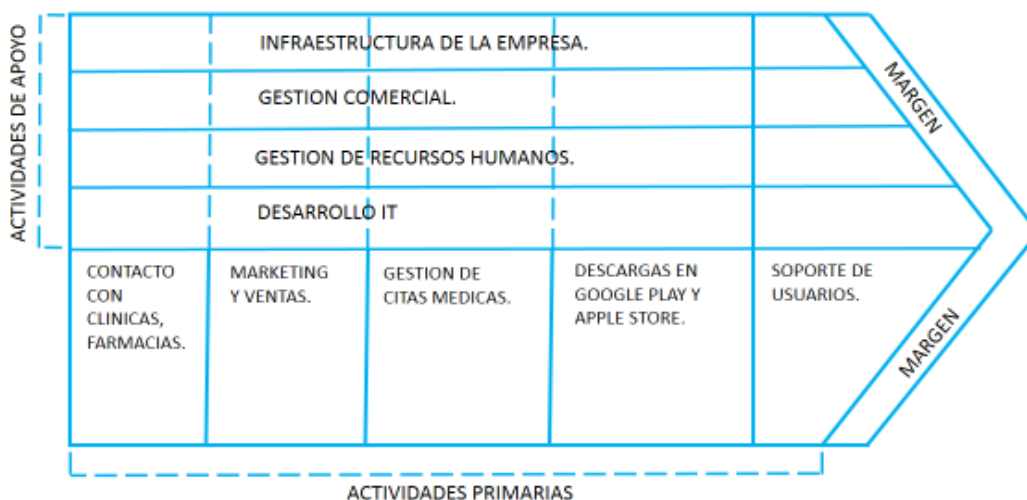 ACTIVIDADES DE APOYO
INFRAESTRUCTURA DE LA EMPRESA.
GESTION COMERCIAL.
GESTION DE RECURSOS HUMANOS.
DESARROLLO IT
MARGEN
CONTACTO
CON
CLINICAS,
FARMACIAS.
MARKETING
Y VENTAS.
GESTION DE
CITAS MEDICAS.
DESCARGAS EN
GOOGLE PLAY Y
APPLE STORE.
SOPORTE DE
USUARIOS.
MARGEN
ACTIVIDADES PRIMARIAS